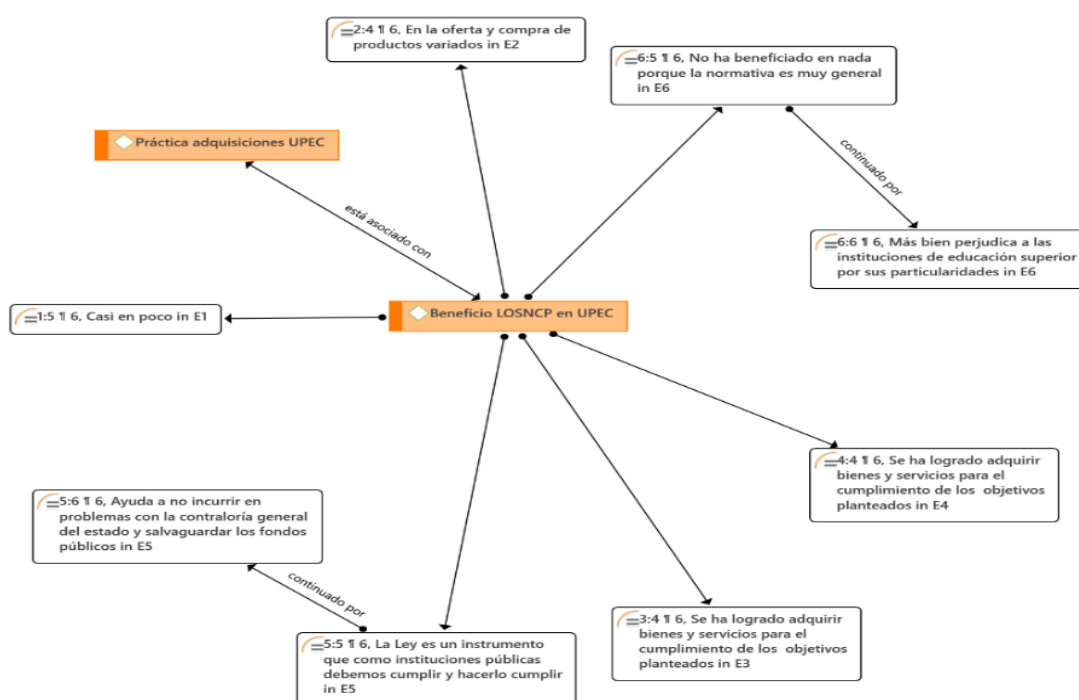 2:4 ¶ 6, En la oferta y compra de
productos variados in E2
6:5 ¶ 6, No ha beneficiado en nada
porque la normativa es muy general
in E6
Práctica adquisiciones UPEC
continuado por
está asociado con
6:6 ¶ 6, Más bien perjudica a las
instituciones de educación superior
por sus particularidades in E6
1:5 ¶ 6, Casi en poco in E1
Beneficio LOSNCP en UPEC
4:4 ¶ 6, Se ha logrado adquirir
bienes y servicios para el
cumplimiento de los objetivos
planteados in E4
5:6 ¶ 6, Ayuda a no incurrir en
problemas con la contraloría general
del estado y salvaguardar los fondos
públicos in E5
continuado por
3:4 ¶ 6, Se ha logrado adquirir
bienes y servicios para el
cumplimiento de los objetivos
planteados in E3
5:5 ¶ 6, La Ley es un instrumento
que como instituciones públicas
debemos cumplir y hacerlo cumplir
in E5